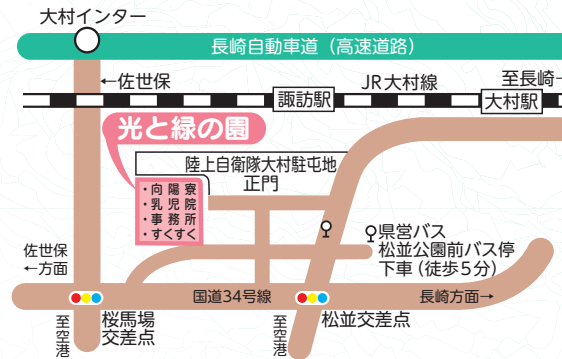 大村インター
長崎自動車道（高速道路）
←佐世保
諏訪駅
JR大村線
至長崎→
大村駅
光と緑の園
陸上自衛隊大村駐屯地
正門
・向陽寮
・乳児院
・事務所
・すくすく
県営バス
松並公園前バス停
下車（徒歩5分）
佐世保
←方面
国道34号線
長崎方面→
至空港
桜馬場
交差点
至空港
松並交差点